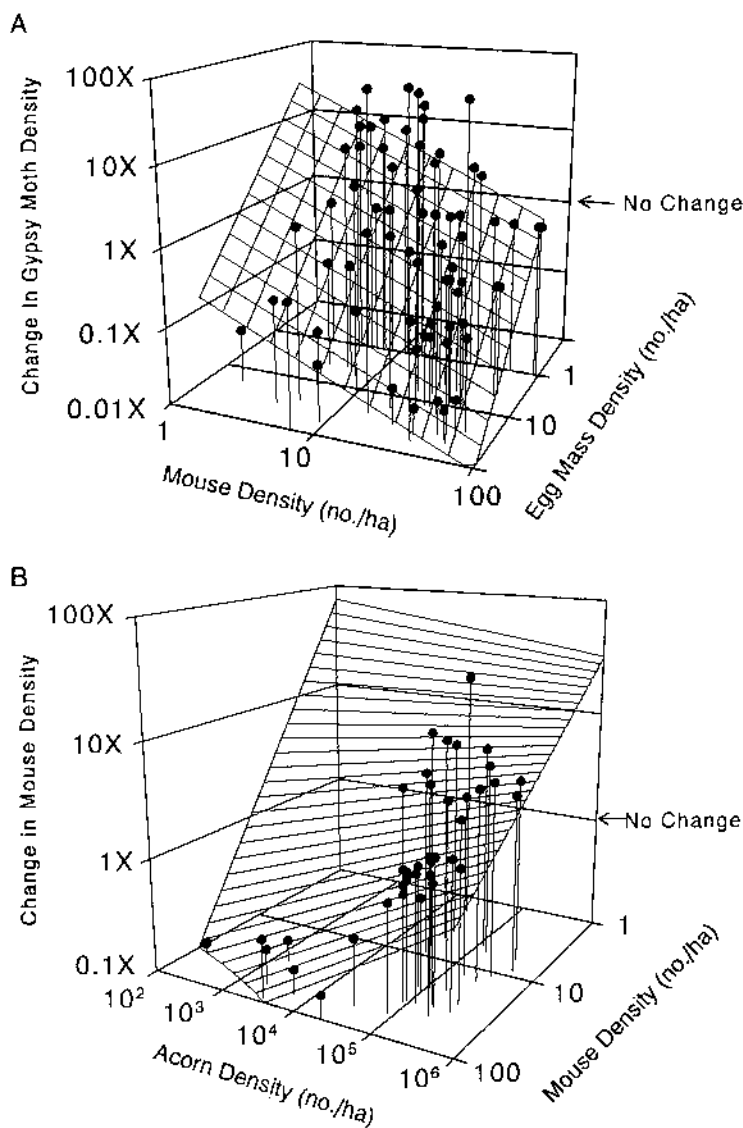 A
Change In Gypsy Moth Density
100X
10X
1X
0.1X
0.01X
No Change
1
10
100
Mouse Density (no./ha)
1
10
Egg Mass Density (no./ha)
B
Change in Mouse Density
100X
10X
1X
0.1X
No Change
10²
10³
10⁴
10⁵
10⁶
Acorn Density (no./ha)
1
10
100
Mouse Density (no./ha)